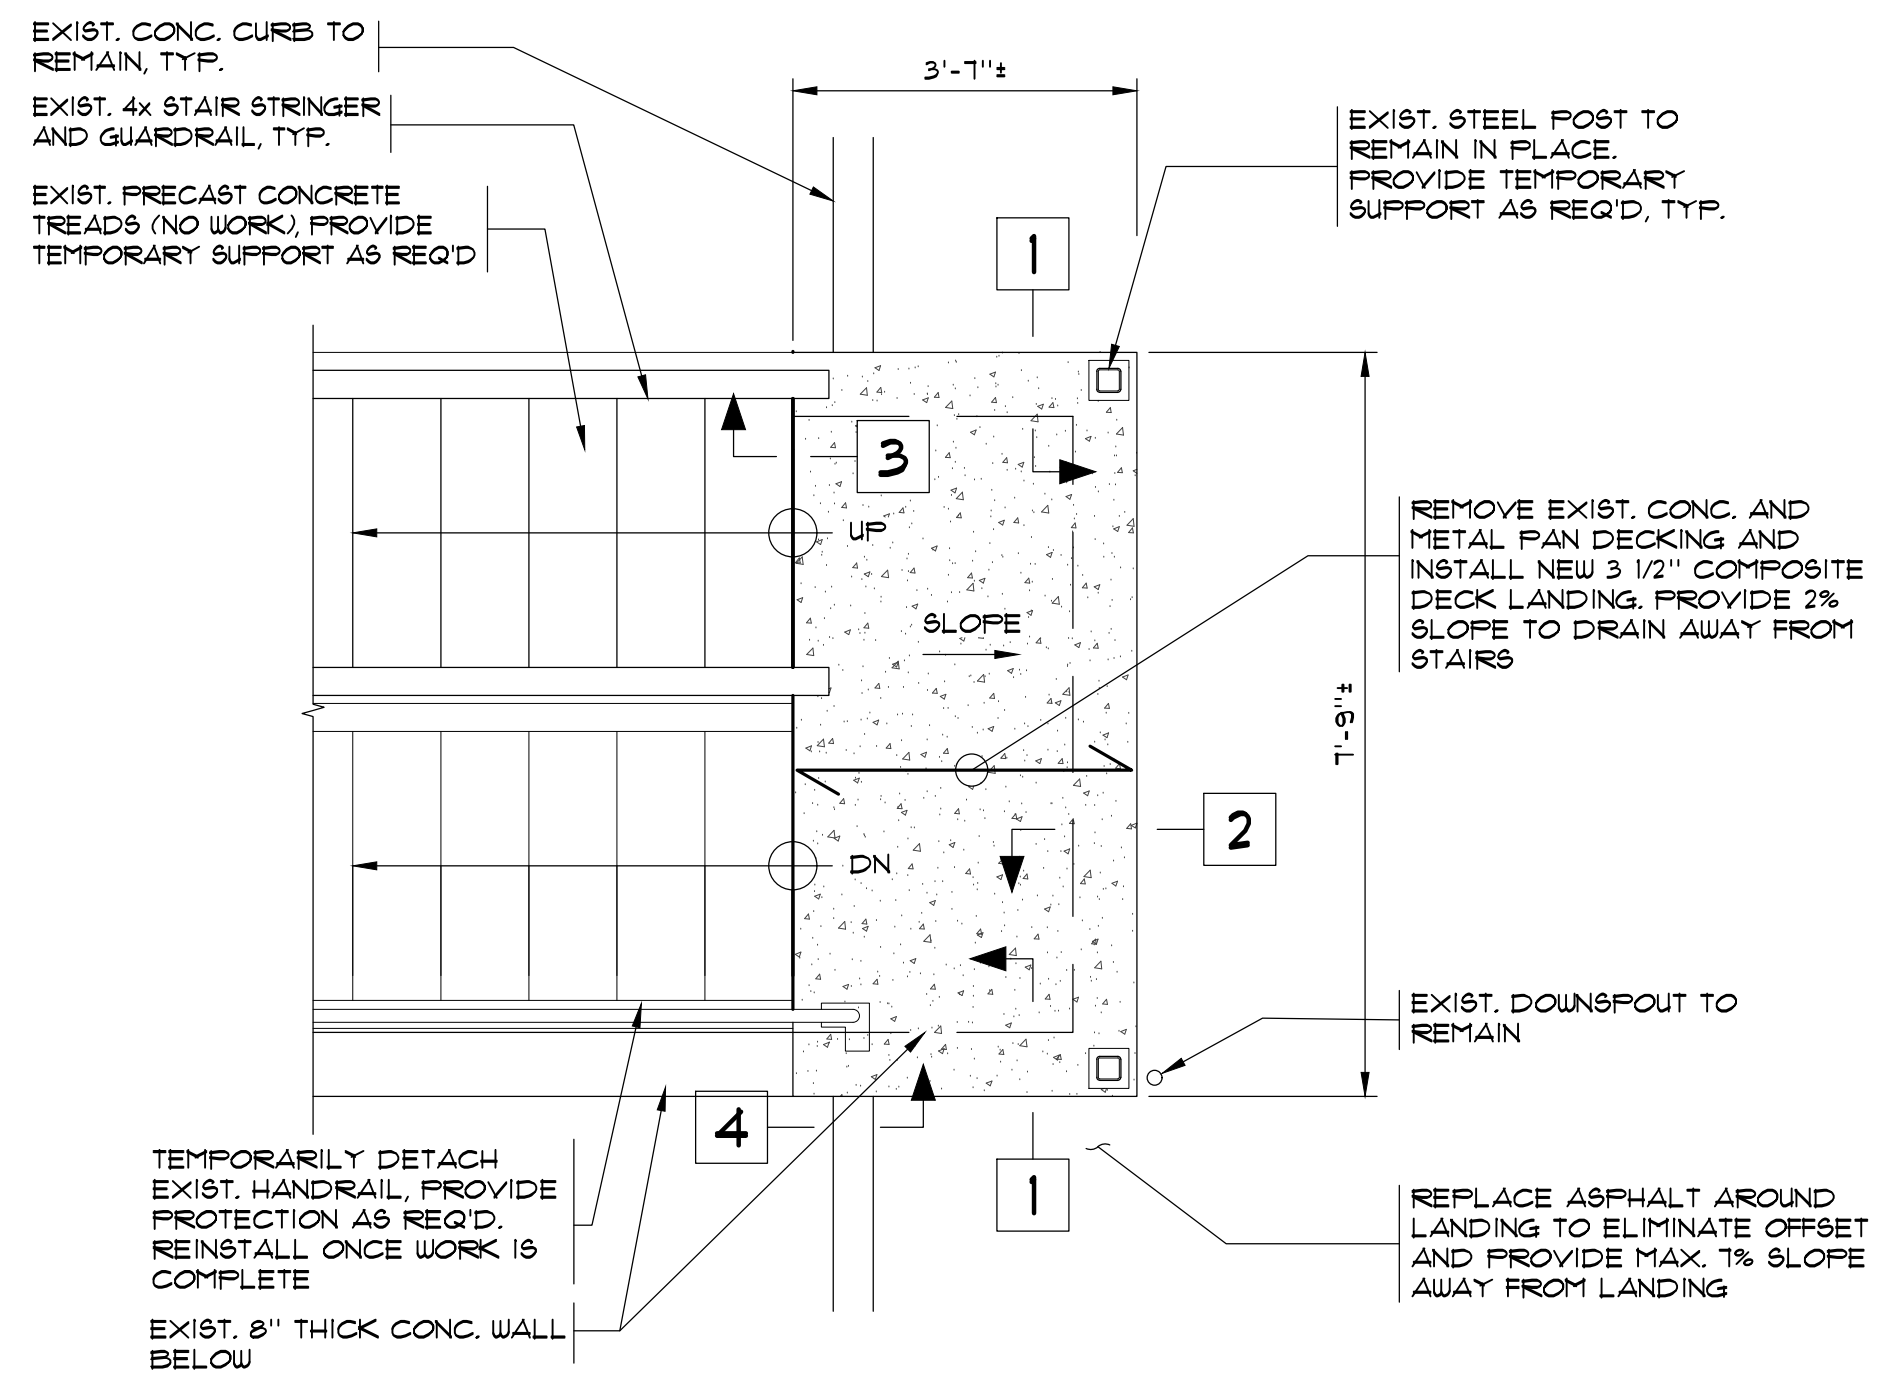 EXIST. CONC. CURB TO
REMAIN, TYP.
EXIST. 4x STAIR STRINGER
AND GUARDRAIL, TYP.
EXIST. PRECAST CONCRETE
TREADS (NO WORK), PROVIDE
TEMPORARY SUPPORT AS REQ'D
3'-7"±
EXIST. STEEL POST TO
REMAIN IN PLACE.
PROVIDE TEMPORARY
SUPPORT AS REQ'D, TYP.
1
3
UP
SLOPE
REMOVE EXIST. CONC. AND
METAL PAN DECKING AND
INSTALL NEW 3 1/2" COMPOSITE
DECK LANDING. PROVIDE 2%
SLOPE TO DRAIN AWAY FROM
STAIRS
7'-9"±
2
DN
EXIST. DOWNSPOUT TO
REMAIN
4
1
TEMPORARILY DETACH
EXIST. HANDRAIL, PROVIDE
PROTECTION AS REQ'D.
REINSTALL ONCE WORK IS
COMPLETE
EXIST. 8" THICK CONC. WALL
BELOW
REPLACE ASPHALT AROUND
LANDING TO ELIMINATE OFFSET
AND PROVIDE MAX. 7% SLOPE
AWAY FROM LANDING